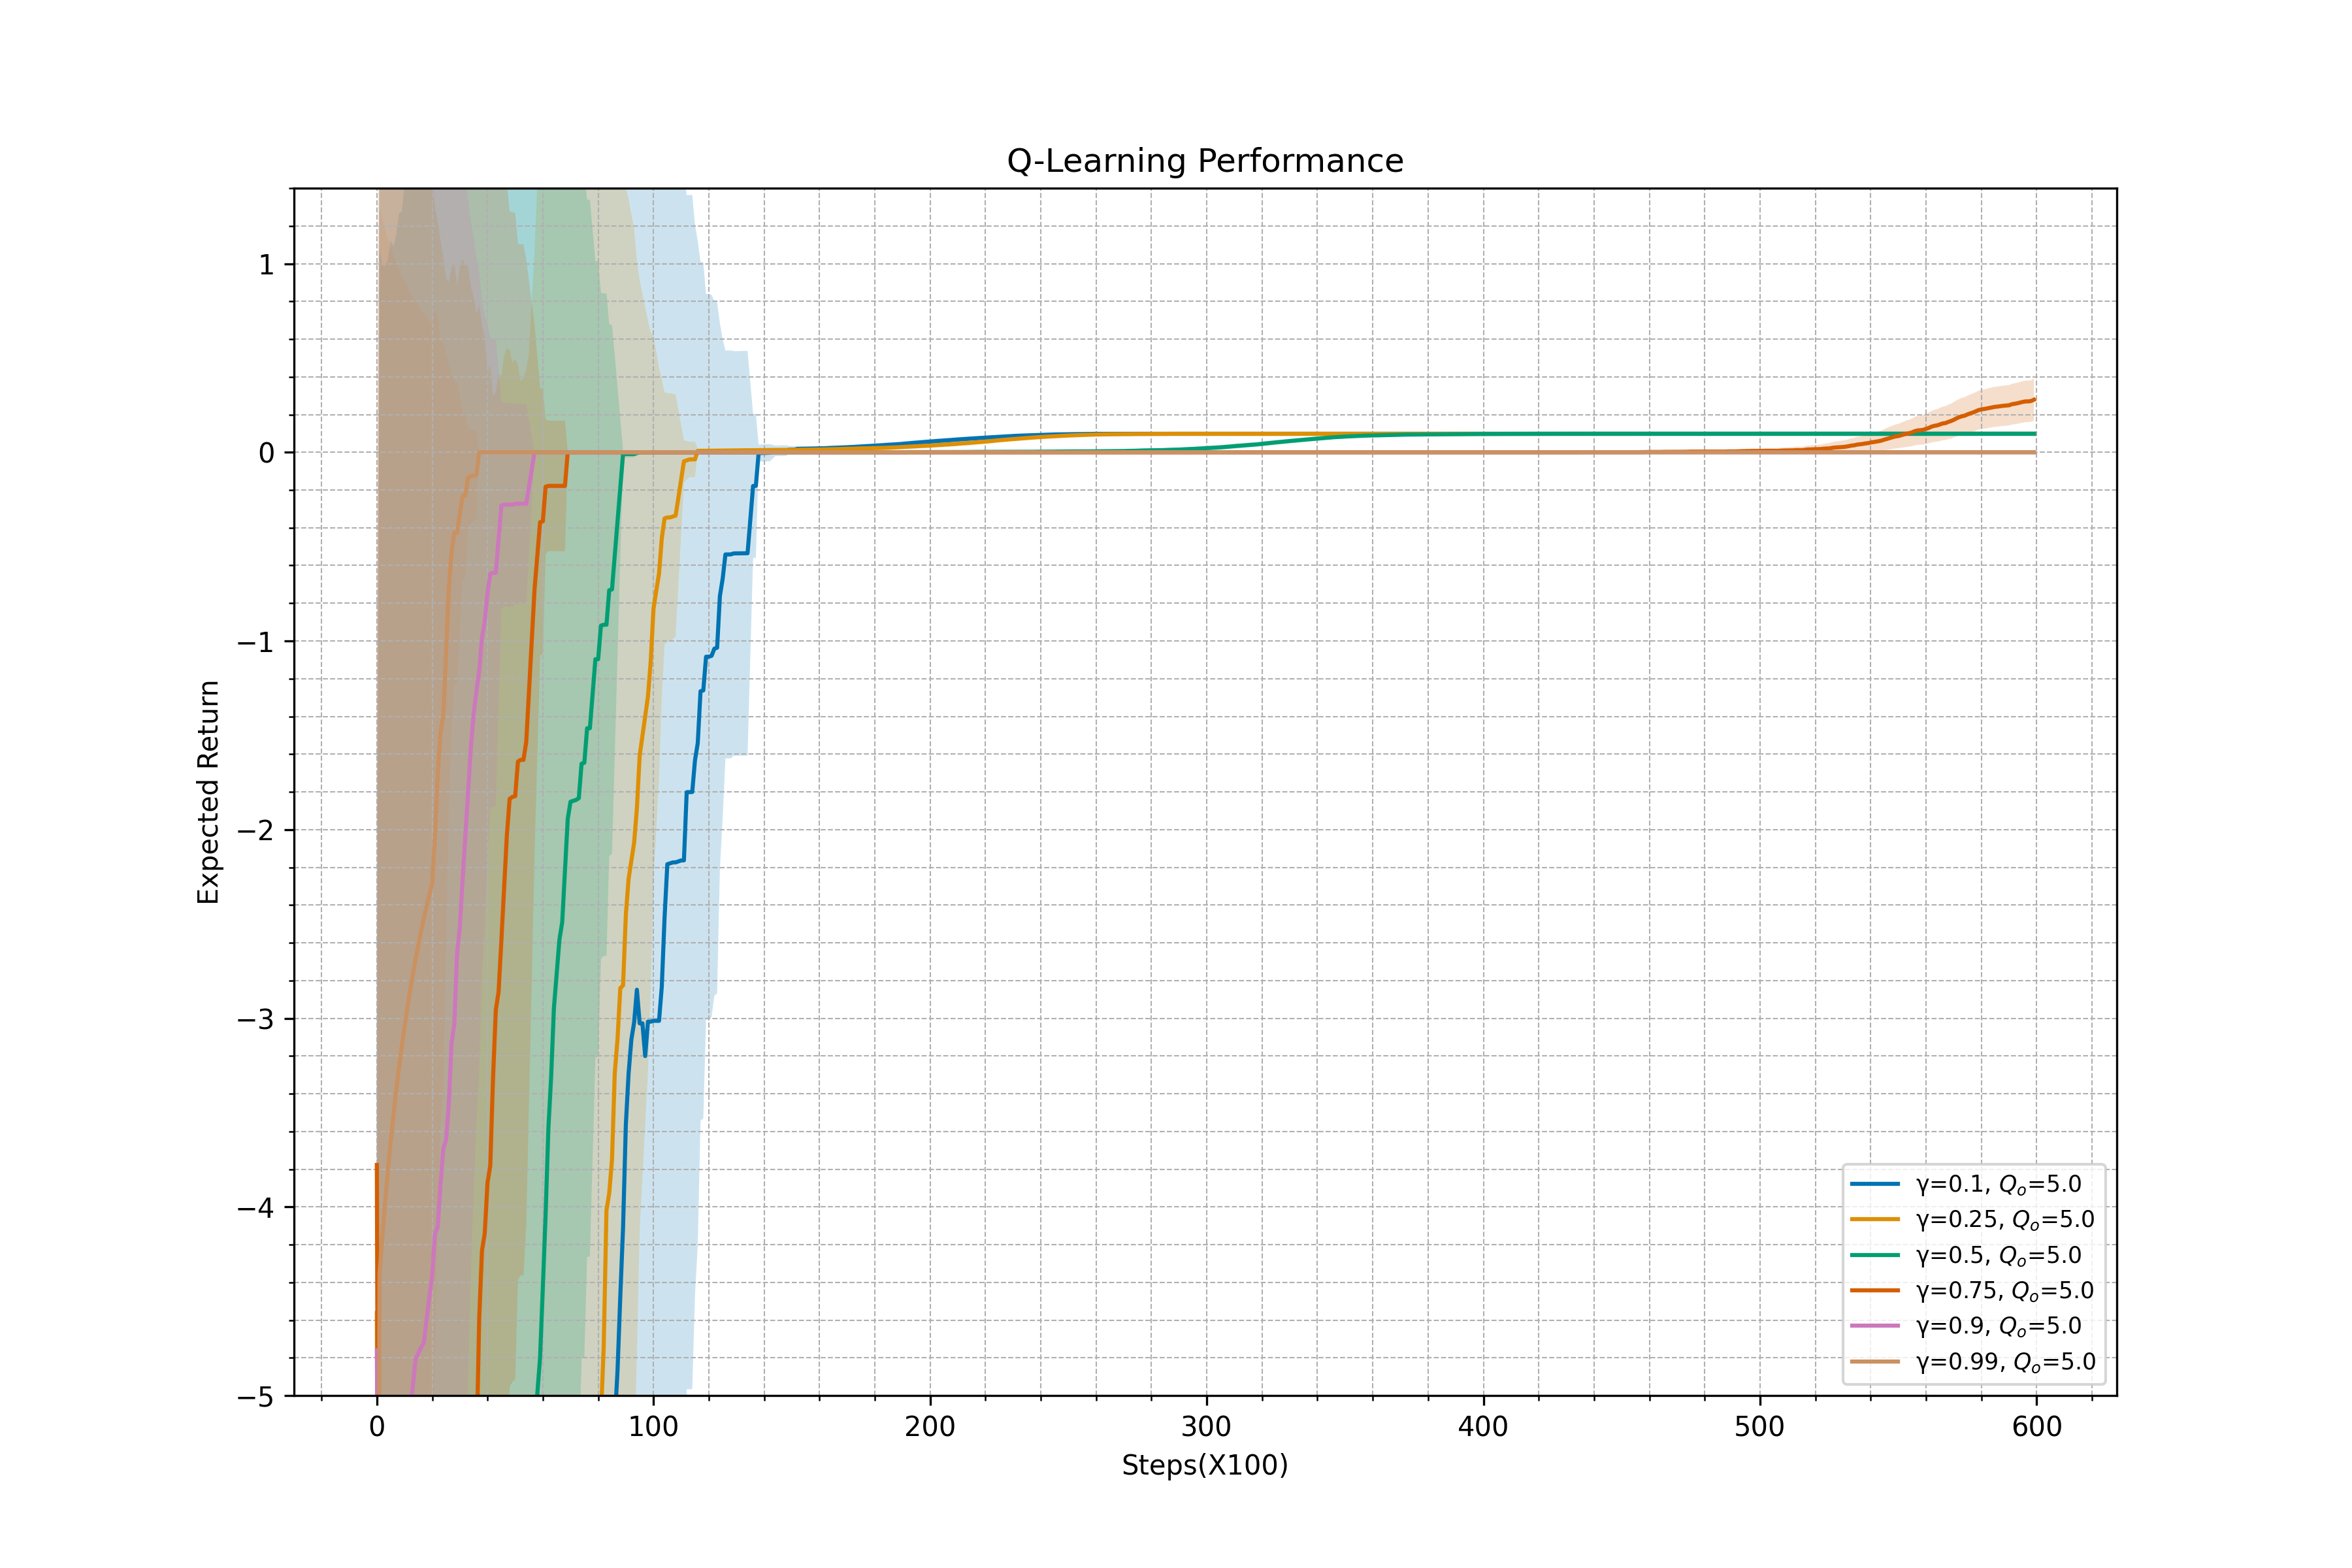 Q-Learning Performance
Expected Return
1
0
−1
−2
−3
−4
−5
0 100 200 300 400 500 600
Steps(X100)
γ=0.1, Qₒ=5.0
γ=0.25, Qₒ=5.0
γ=0.5, Qₒ=5.0
γ=0.75, Qₒ=5.0
γ=0.9, Qₒ=5.0
γ=0.99, Qₒ=5.0